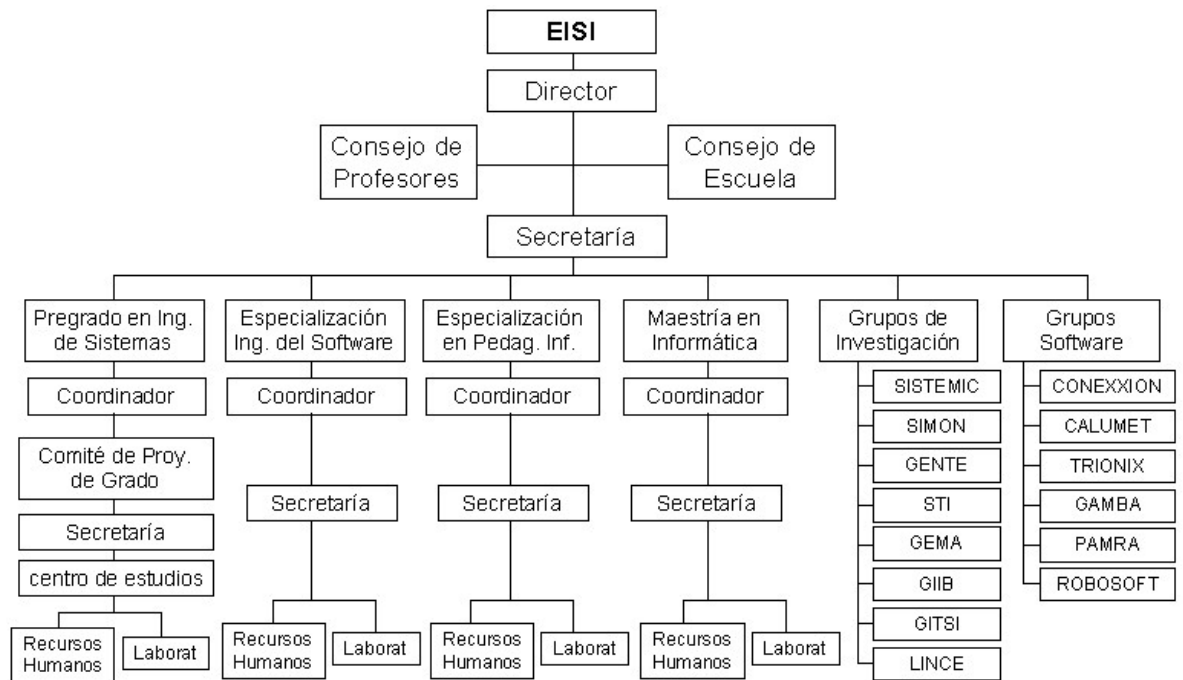 EISI
Director
Consejo de
Profesores
Consejo de
Escuela
Secretaría
Pregrado en Ing.
de Sistemas
Coordinador
Comité de Proy.
de Grado
Secretaría
centro de estudios
Recursos
Humanos
Laborat
Especialización
Ing. del Software
Coordinador
Secretaría
Recursos
Humanos
Laborat
Especialización
en Pedag. Inf.
Coordinador
Secretaría
Recursos
Humanos
Laborat
Maestría en
Informática
Coordinador
Secretaría
Recursos
Humanos
Laborat
Grupos de
Investigación
SISTEMIC
SIMON
GENTE
STI
GEMA
GIIB
GITSI
LINCE
Grupos
Software
CONEXXION
CALUMET
TRIONIX
GAMBA
PAMRA
ROBOSOFT